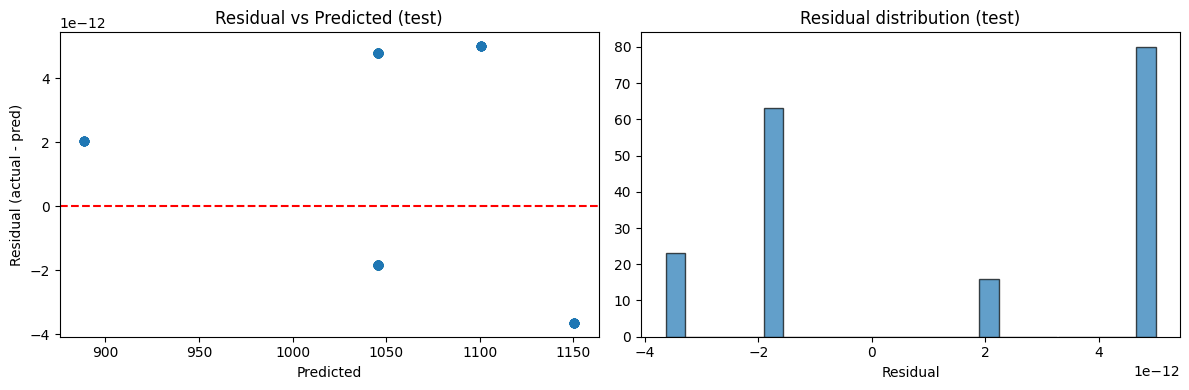 Residual vs Predicted (test)
1e−12
4
2
0
−2
−4
Residual (actual - pred)
900 950 1000 1050 1100 1150
Predicted
Residual distribution (test)
80
70
60
50
40
30
20
10
0
−4 −2 0 2 4
1e−12
Residual